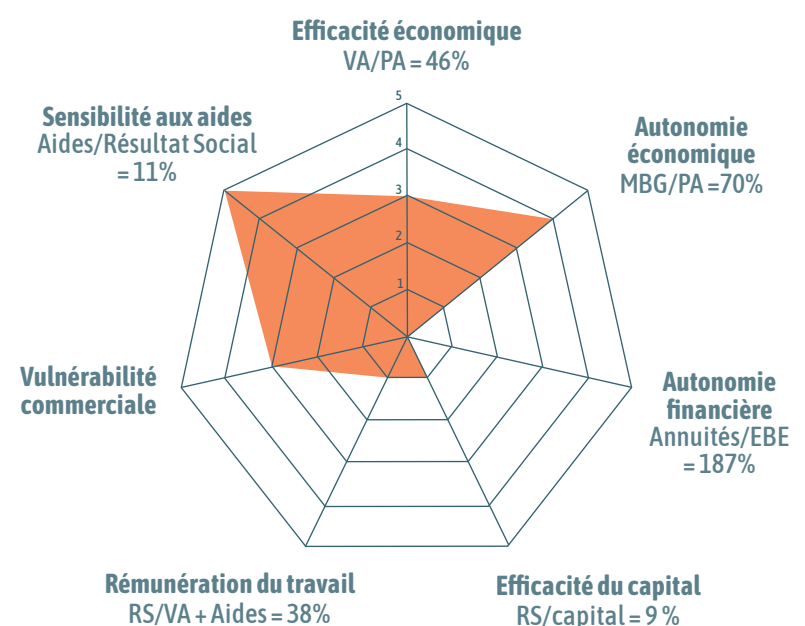 Efficacité économique
VA/PA = 46%
Sensibilité aux aides
Aides/Résultat Social
= 11%
Autonomie
économique
MBG/PA =70%
5
4
3
2
1
Vulnérabilité
commerciale
Autonomie
financière
Annuités/EBE
= 187%
Rémunération du travail
RS/VA + Aides = 38%
Efficacité du capital
RS/capital = 9 %